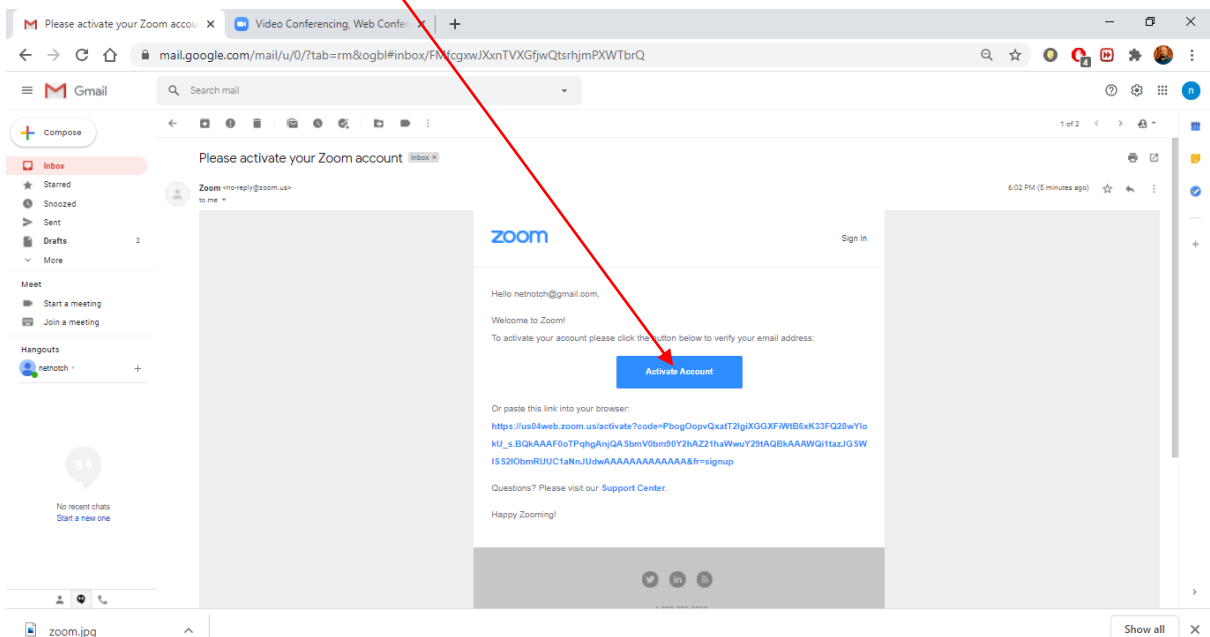 Please activate your Zoom accou
Video Conferencing, Web Confer
mail.google.com/mail/u/0/?tab=rm&ogbl#inbox/FMfcgxwJXxnTVXGfjwQtsrhjmPXWTbrQ
4
Gmail
Search mail
n
Compose
1 of 2
Inbox
Starred
Snoozed
Sent
Drafts 2
More
Meet
Start a meeting
Join a meeting
Hangouts
netnotch
No recent chats
Start a new one
Please activate your Zoom account Inbox x
Zoom <no-reply@zoom.us>
to me
6:02 PM (5 minutes ago)
zoom
Sign In
Hello netnotch@gmail.com,
Welcome to Zoom!
To activate your account please click the button below to verify your email address:
Activate Account
Or paste this link into your browser:
https://us04web.zoom.us/activate?code=PbogOopvQxatT2IgiXGGXFiWtB6xK33FQ28wYlo
kU_s.BQkAAAF0oTPqhgAnjQASbmV0bm90Y2hAZ21haWwuY29tAQBkAAAWQi1tazJGSW
lSS2lObmRUUC1aNnJUdwAAAAAAAAAAAAA&fr=signup
Questions? Please visit our Support Center.
Happy Zooming!
in
zoom.jpg
Show all